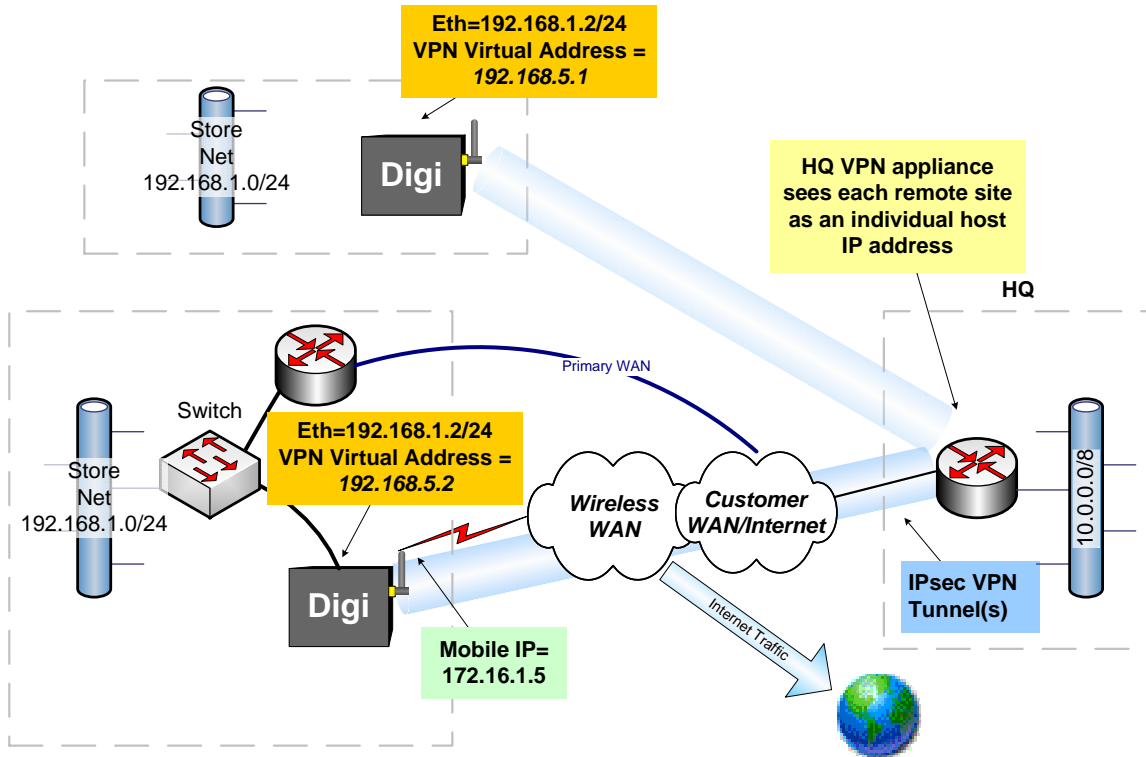 Eth=192.168.1.2/24
VPN Virtual Address =
192.168.5.1
Store
Net
192.168.1.0/24
Digi
HQ VPN appliance
sees each remote site
as an individual host
IP address
HQ
Primary WAN
Switch
Eth=192.168.1.2/24
VPN Virtual Address =
192.168.5.2
Store
Net
192.168.1.0/24
Wireless
WAN
Customer
WAN/Internet
10.0.0.0/8
Digi
IPsec VPN
Tunnel(s)
Internet Traffic
Mobile IP=
172.16.1.5